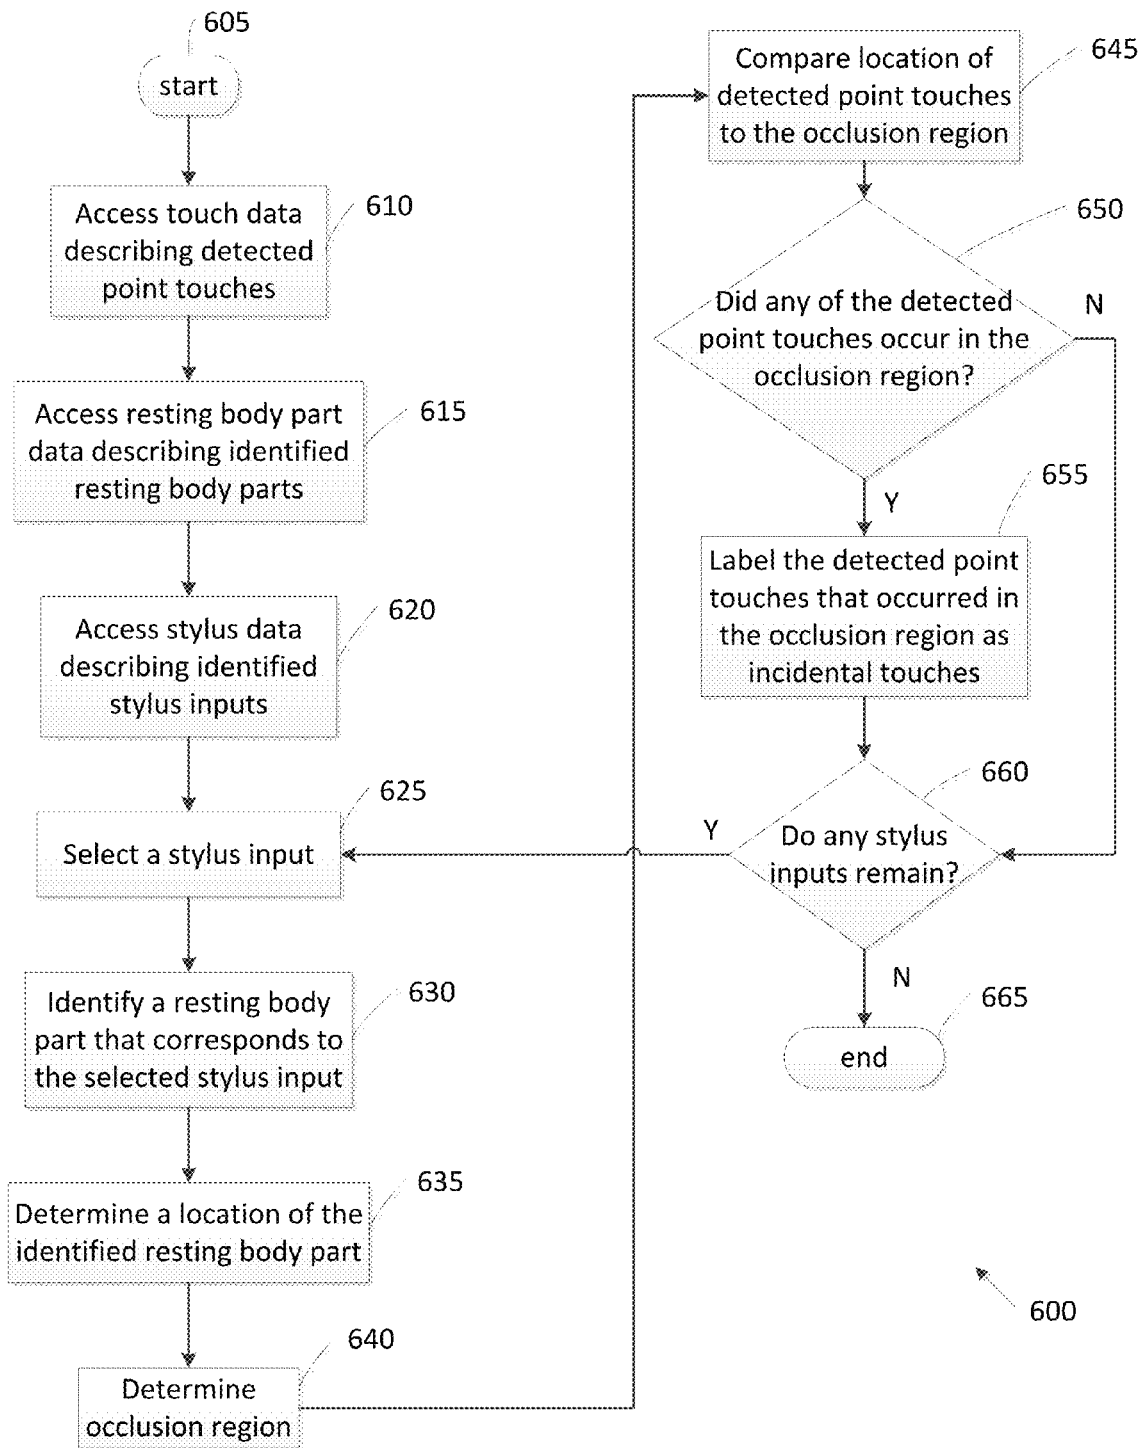 605
start
Access touch data
describing detected
point touches
610
Access resting body part
data describing identified
resting body parts
615
Access stylus data
describing identified
stylus inputs
620
Select a stylus input
625
Identify a resting body
part that corresponds to
the selected stylus input
630
Determine a location of the
identified resting body part
635
Determine
occlusion region
640
Compare location of
detected point touches
to the occlusion region
645
Did any of the detected
point touches occur in the
occlusion region?
650
N
Y
Label the detected point
touches that occurred in
the occlusion region as
incidental touches
655
Do any stylus
inputs remain?
660
Y
N
end
665
600